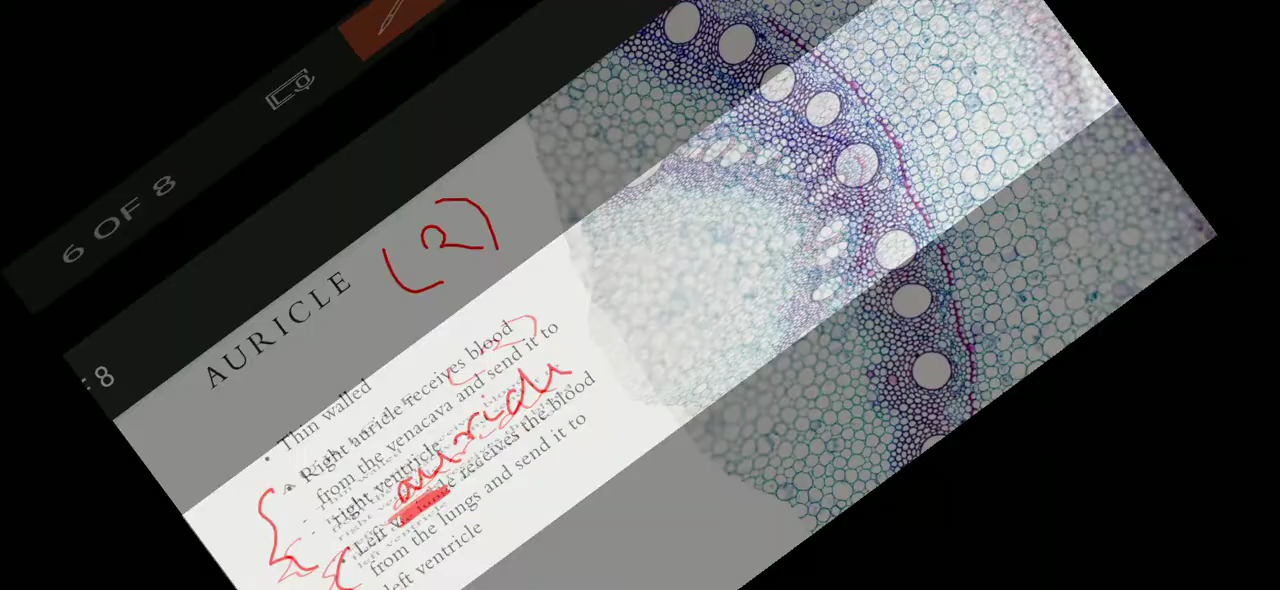 6 OF 8
: 8
AURICLE (2)
• Thin walled
• Right auricle receives blood
from the venacava and send it to
right ventricle
auricle
• Left receives the blood
from the lungs and send it to
left ventricle